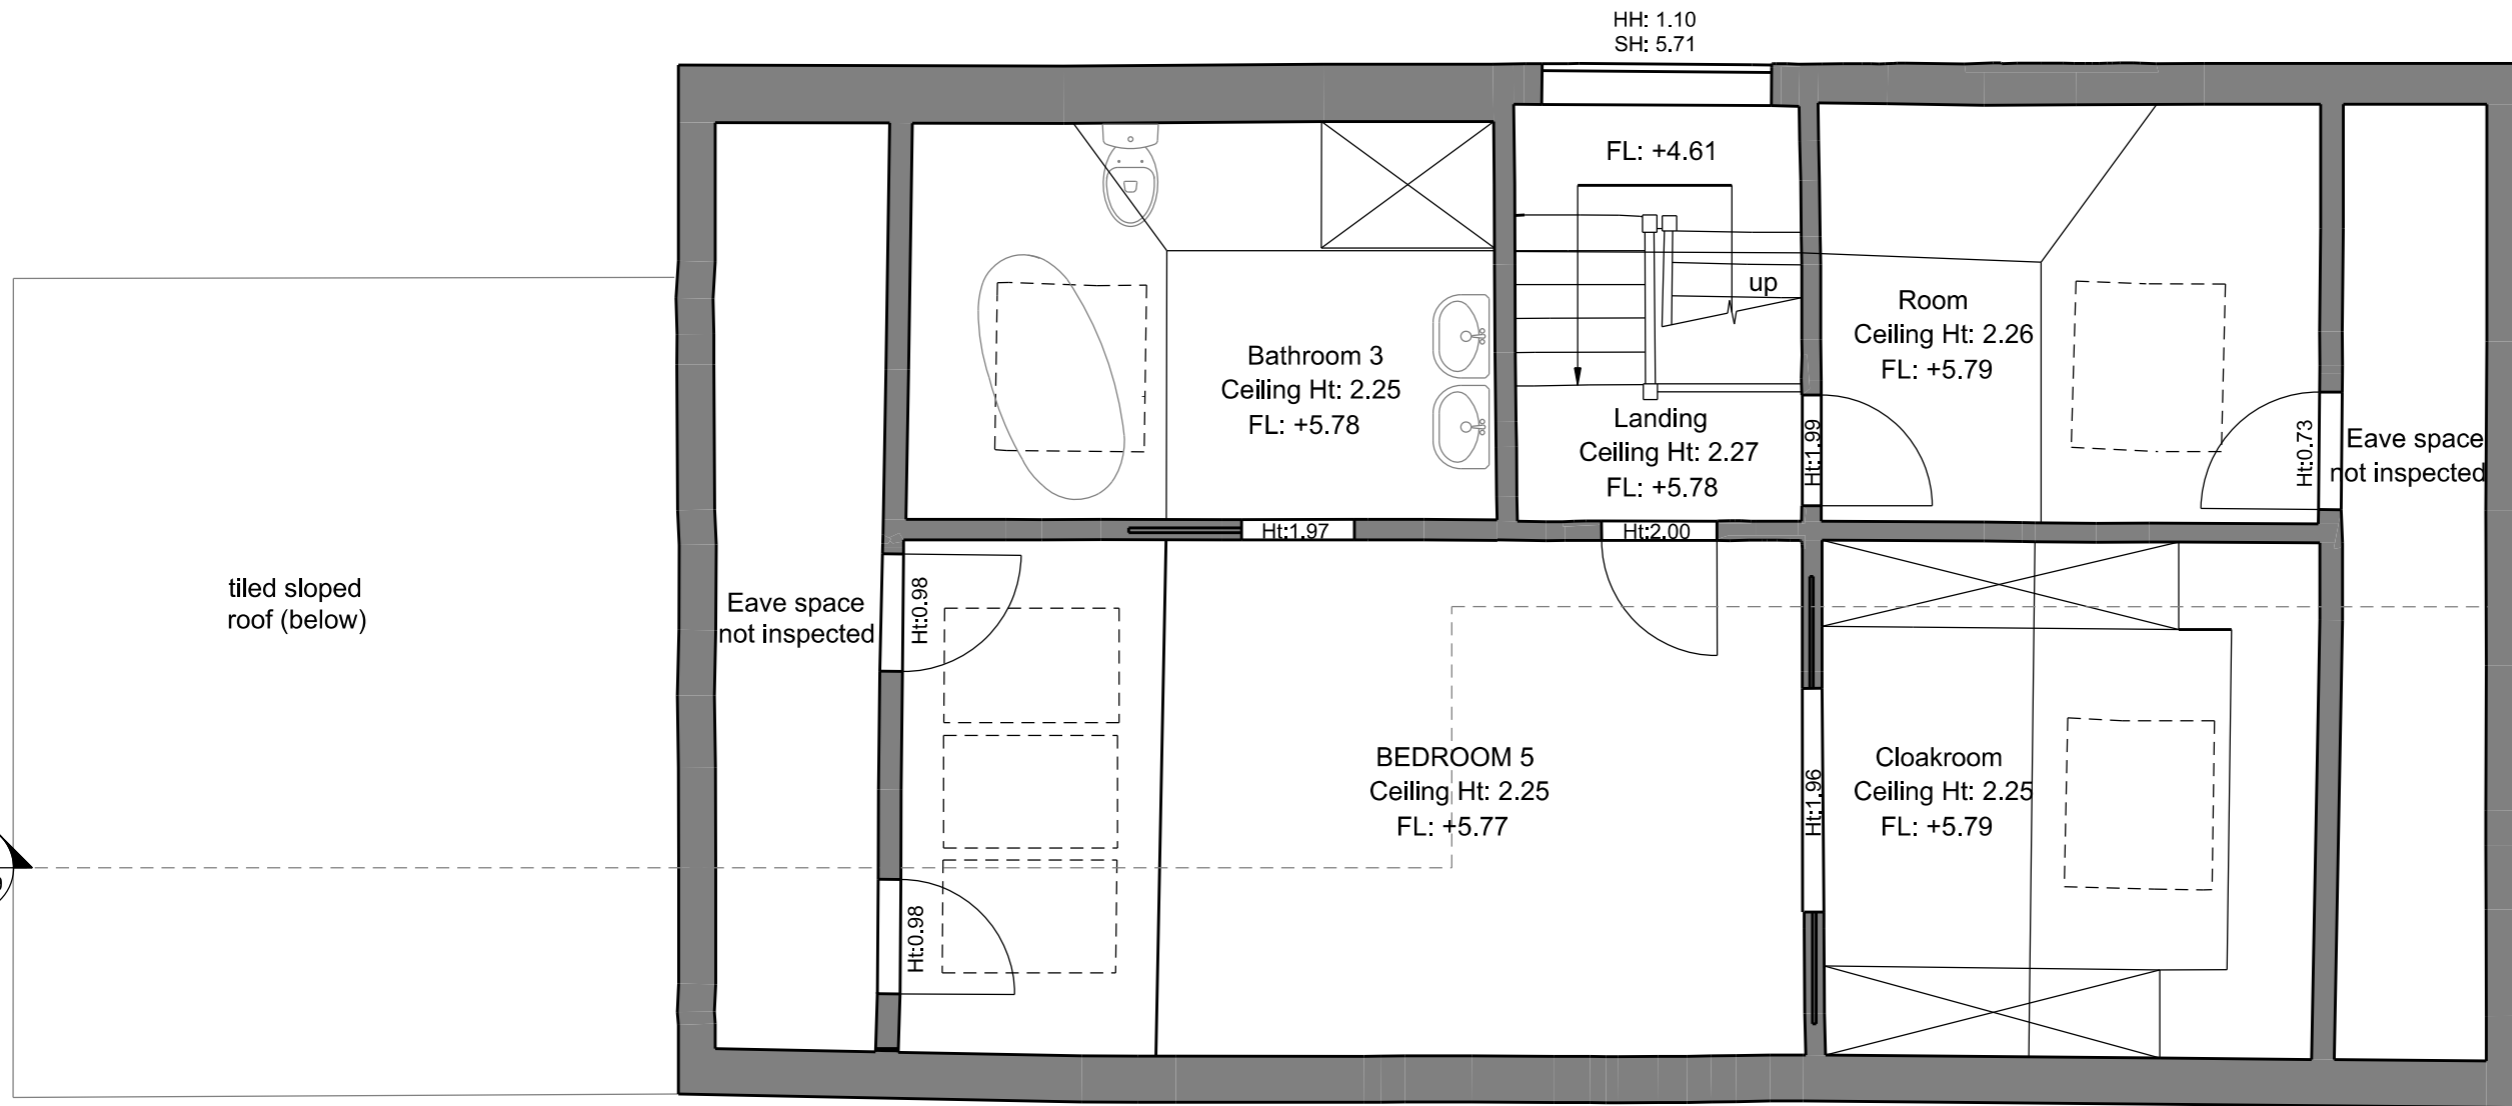 HH: 1.10
SH: 5.71
FL: +4.61
up
Room
Ceiling Ht: 2.26
FL: +5.79
Bathroom 3
Ceiling Ht: 2.25
FL: +5.78
Landing
Ceiling Ht: 2.27
FL: +5.78
Ht:1.99
Ht:0.73
Eave space
not inspected
Ht:1.97
Ht:2.00
tiled sloped
roof (below)
Eave space
not inspected
Ht:0.98
BEDROOM 5
Ceiling Ht: 2.25
FL: +5.77
Ht:1.96
Cloakroom
Ceiling Ht: 2.25
FL: +5.79
Ht:0.98